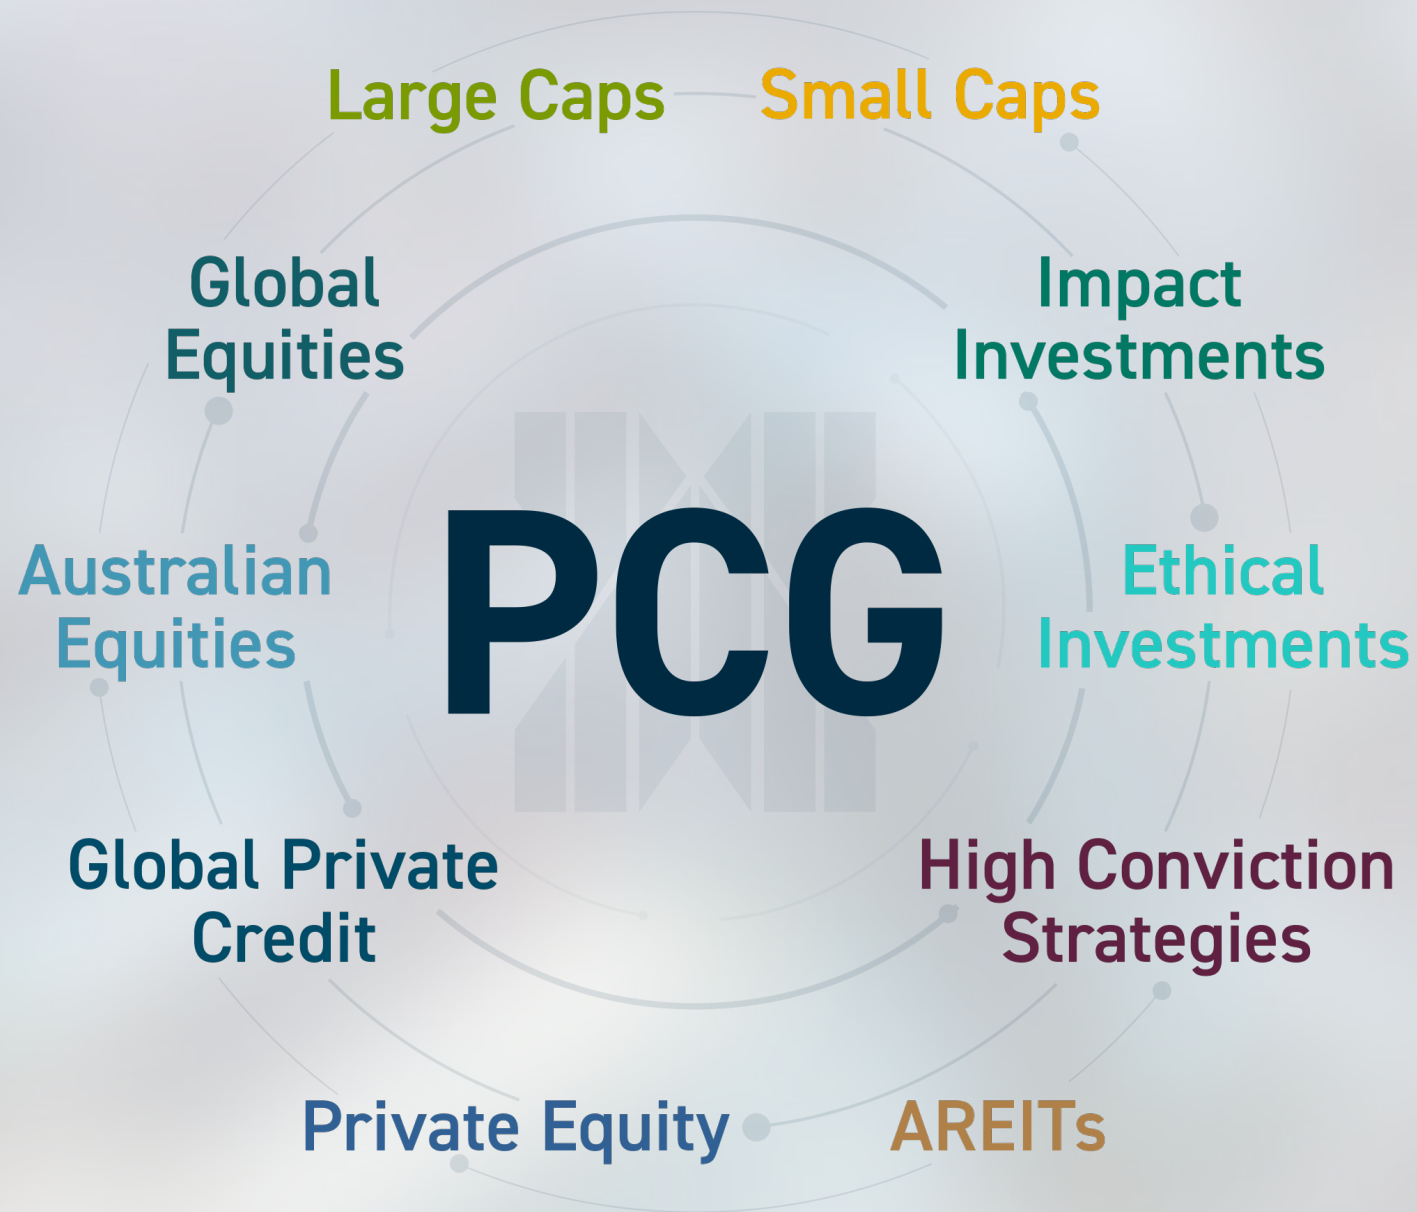 Large Caps
Small Caps
Global
Equities
Impact
Investments
Australian
Equities
PCG
Ethical
Investments
Global Private
Credit
High Conviction
Strategies
Private Equity
AREITs